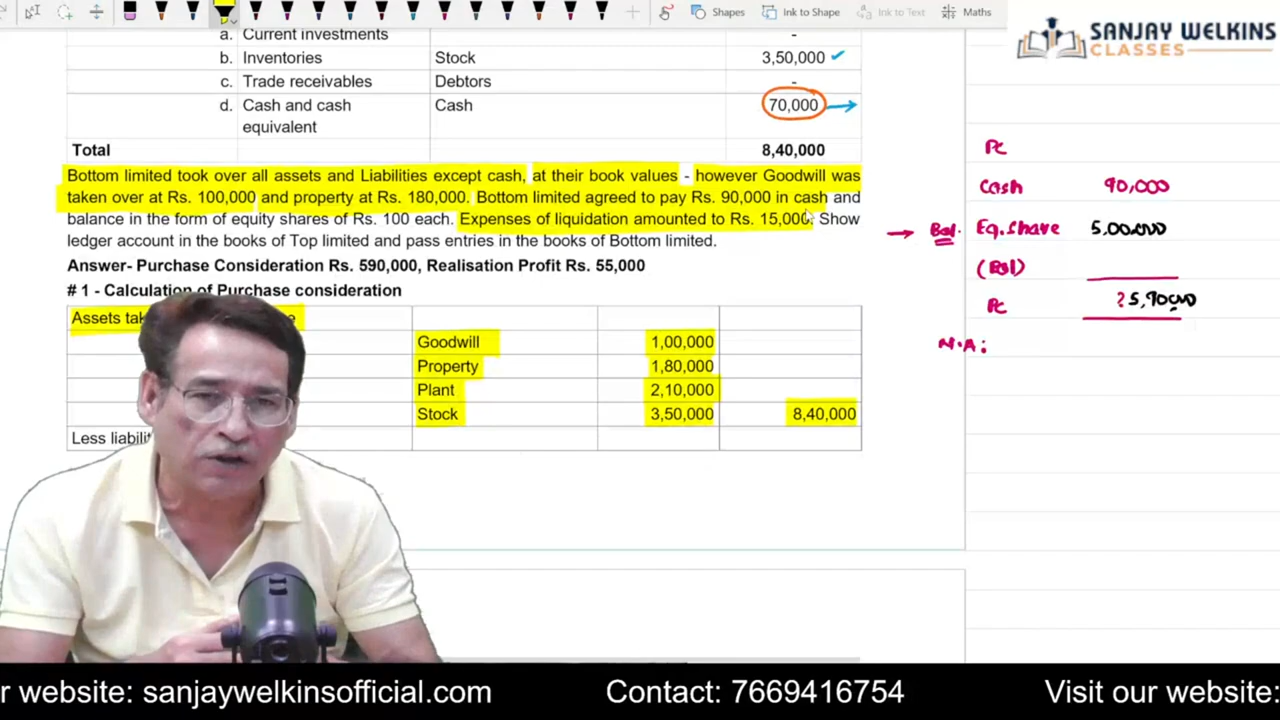 Shapes Ink to Shape Ink to Text Maths
SANJAY WELKINS
CLASSES
a. Current investments -
b. Inventories Stock 3,50,000
c. Trade receivables Debtors -
d. Cash and cash equivalent Cash 70,000
Total 8,40,000
Bottom limited took over all assets and Liabilities except cash, at their book values - however Goodwill was
taken over at Rs. 100,000 and property at Rs. 180,000. Bottom limited agreed to pay Rs. 90,000 in cash and
balance in the form of equity shares of Rs. 100 each. Expenses of liquidation amounted to Rs. 15,000. Show
ledger account in the books of Top limited and pass entries in the books of Bottom limited.
Answer- Purchase Consideration Rs. 590,000, Realisation Profit Rs. 55,000
# 1 - Calculation of Purchase consideration
Assets
Goodwill 1,00,000
Property 1,80,000
Plant 2,10,000
Stock 3,50,000 8,40,000
Less
PC
Cash 90,000
Bal. Eq. Share 5,00,000
(Bal)
PC ? 5,90,000
N.A:
r website: sanjaywelkinsofficial.com Contact: 7669416754 Visit our website: